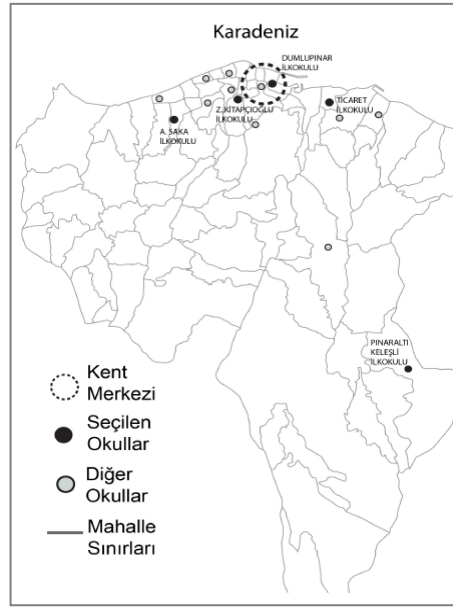 Karadeniz
DUMLUPINAR
İLKOKULU
Z.KİTAPÇIOĞLU
İLKOKULU
TİCARET
İLKOKULU
A. SAKA
İLKOKULU
PINARALTI
KELEŞLİ
İLKOKULU
Kent
Merkezi
Seçilen
Okullar
Diğer
Okullar
Mahalle
Sınırları